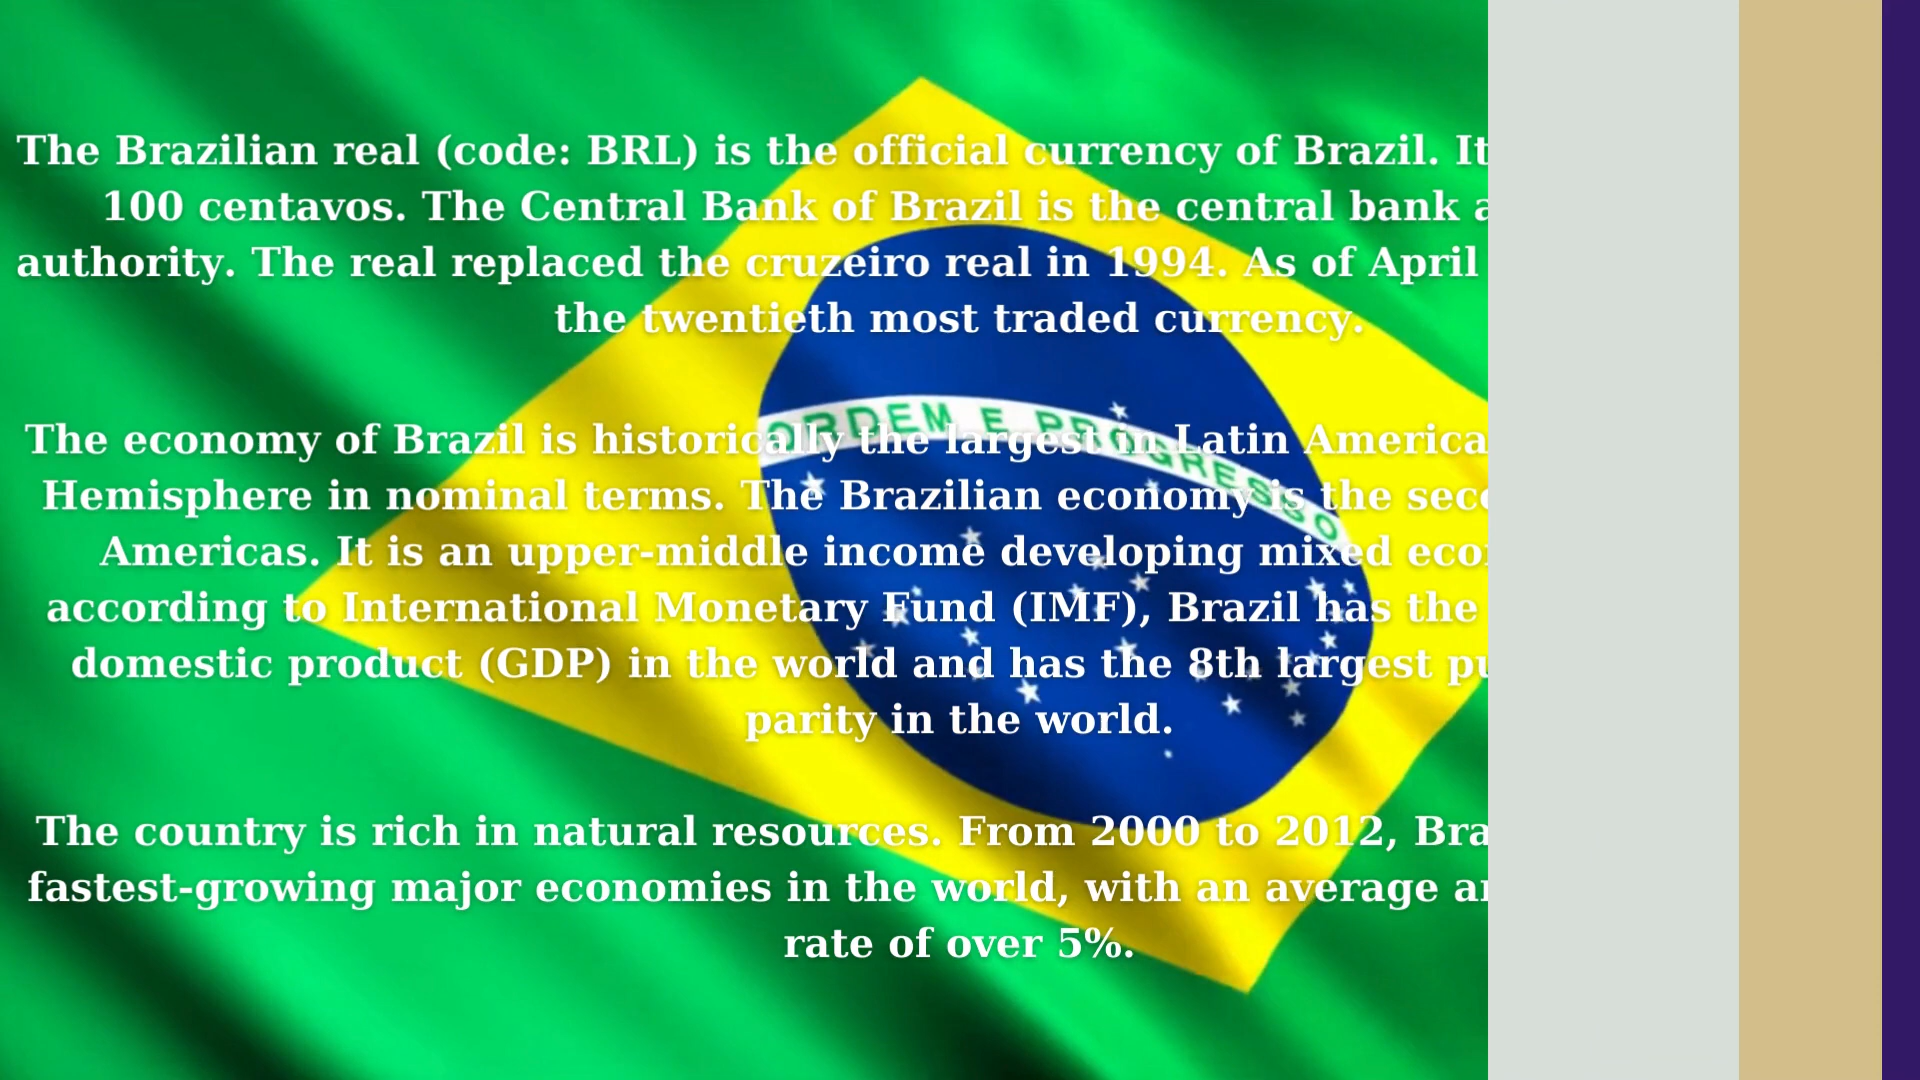 The Brazilian real (code: BRL) is the official currency of Brazil. It
100 centavos. The Central Bank of Brazil is the central bank
authority. The real replaced the cruzeiro real in 1994. As of April
the twentieth most traded currency.
ORDEM E PROGRESSO
The economy of Brazil is historically the largest in Latin America
Hemisphere in nominal terms. The Brazilian economy is the
Americas. It is an upper-middle income developing mixed
according to International Monetary Fund (IMF), Brazil has the
domestic product (GDP) in the world and has the 8th largest
parity in the world.
The country is rich in natural resources. From 2000 to 2012,
fastest-growing major economies in the world, with an average
rate of over 5%.